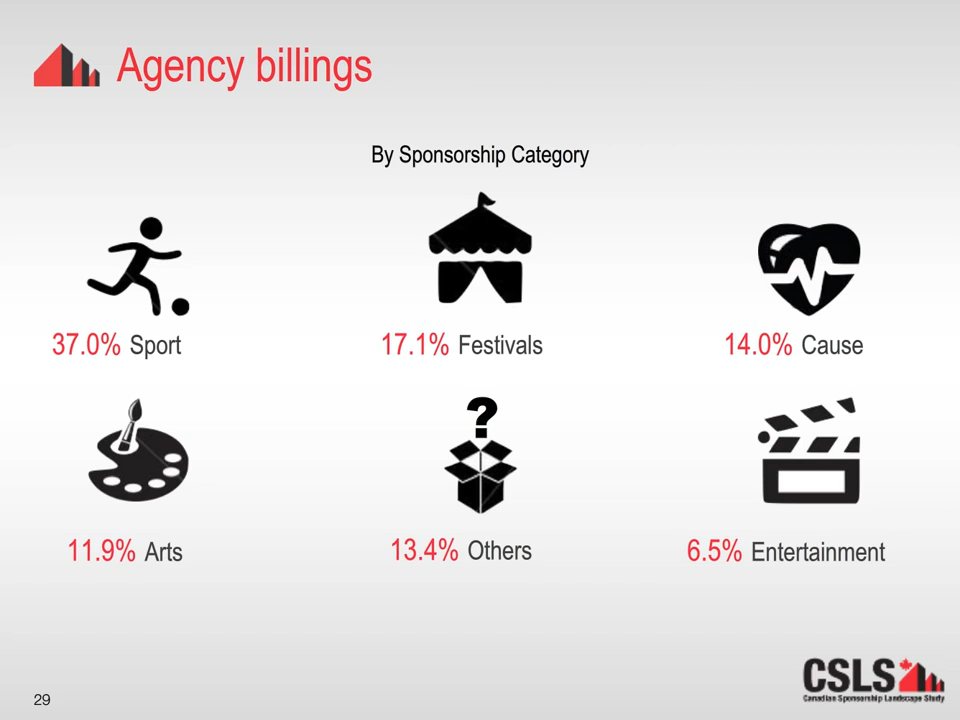 Agency billings
By Sponsorship Category
37.0% Sport
17.1% Festivals
14.0% Cause
?
11.9% Arts
13.4% Others
6.5% Entertainment
CSLS
Canadian Sponsorship Landscape Study
29